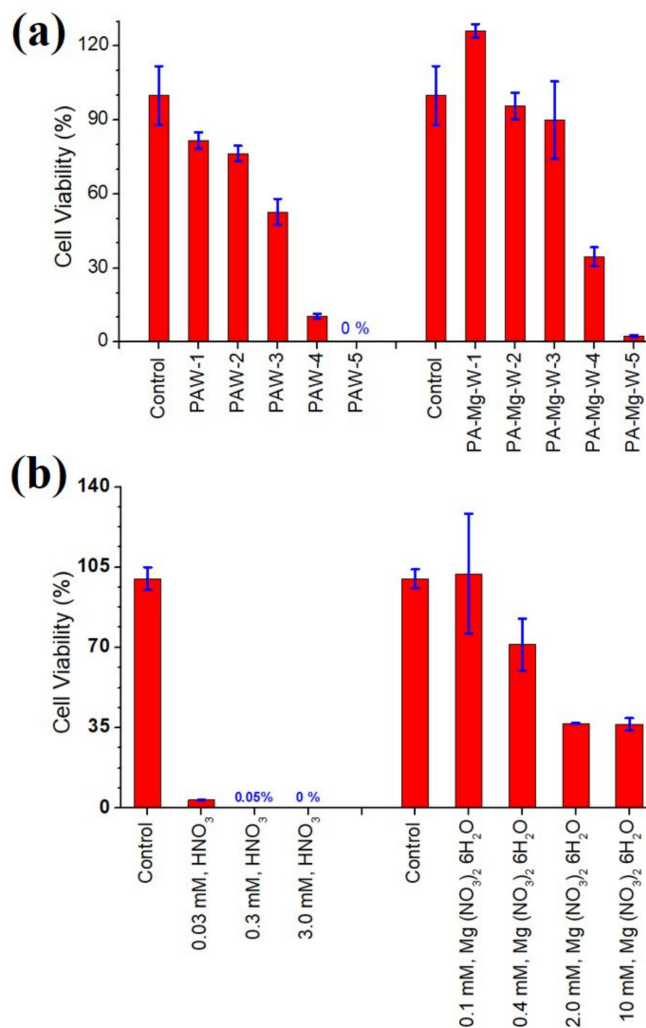 (a)
Cell Viability (%)
120
90
60
30
0
0 %
Control
PAW-1
PAW-2
PAW-3
PAW-4
PAW-5
Control
PA-Mg-W-1
PA-Mg-W-2
PA-Mg-W-3
PA-Mg-W-4
PA-Mg-W-5
(b)
Cell Viability (%)
140
105
70
35
0
0.05%
0 %
Control
0.03 mM, HNO₃
0.3 mM, HNO₃
3.0 mM, HNO₃
Control
0.1 mM, Mg (NO₃)₂ 6H₂O
0.4 mM, Mg (NO₃)₂ 6H₂O
2.0 mM, Mg (NO₃)₂ 6H₂O
10 mM, Mg (NO₃)₂ 6H₂O